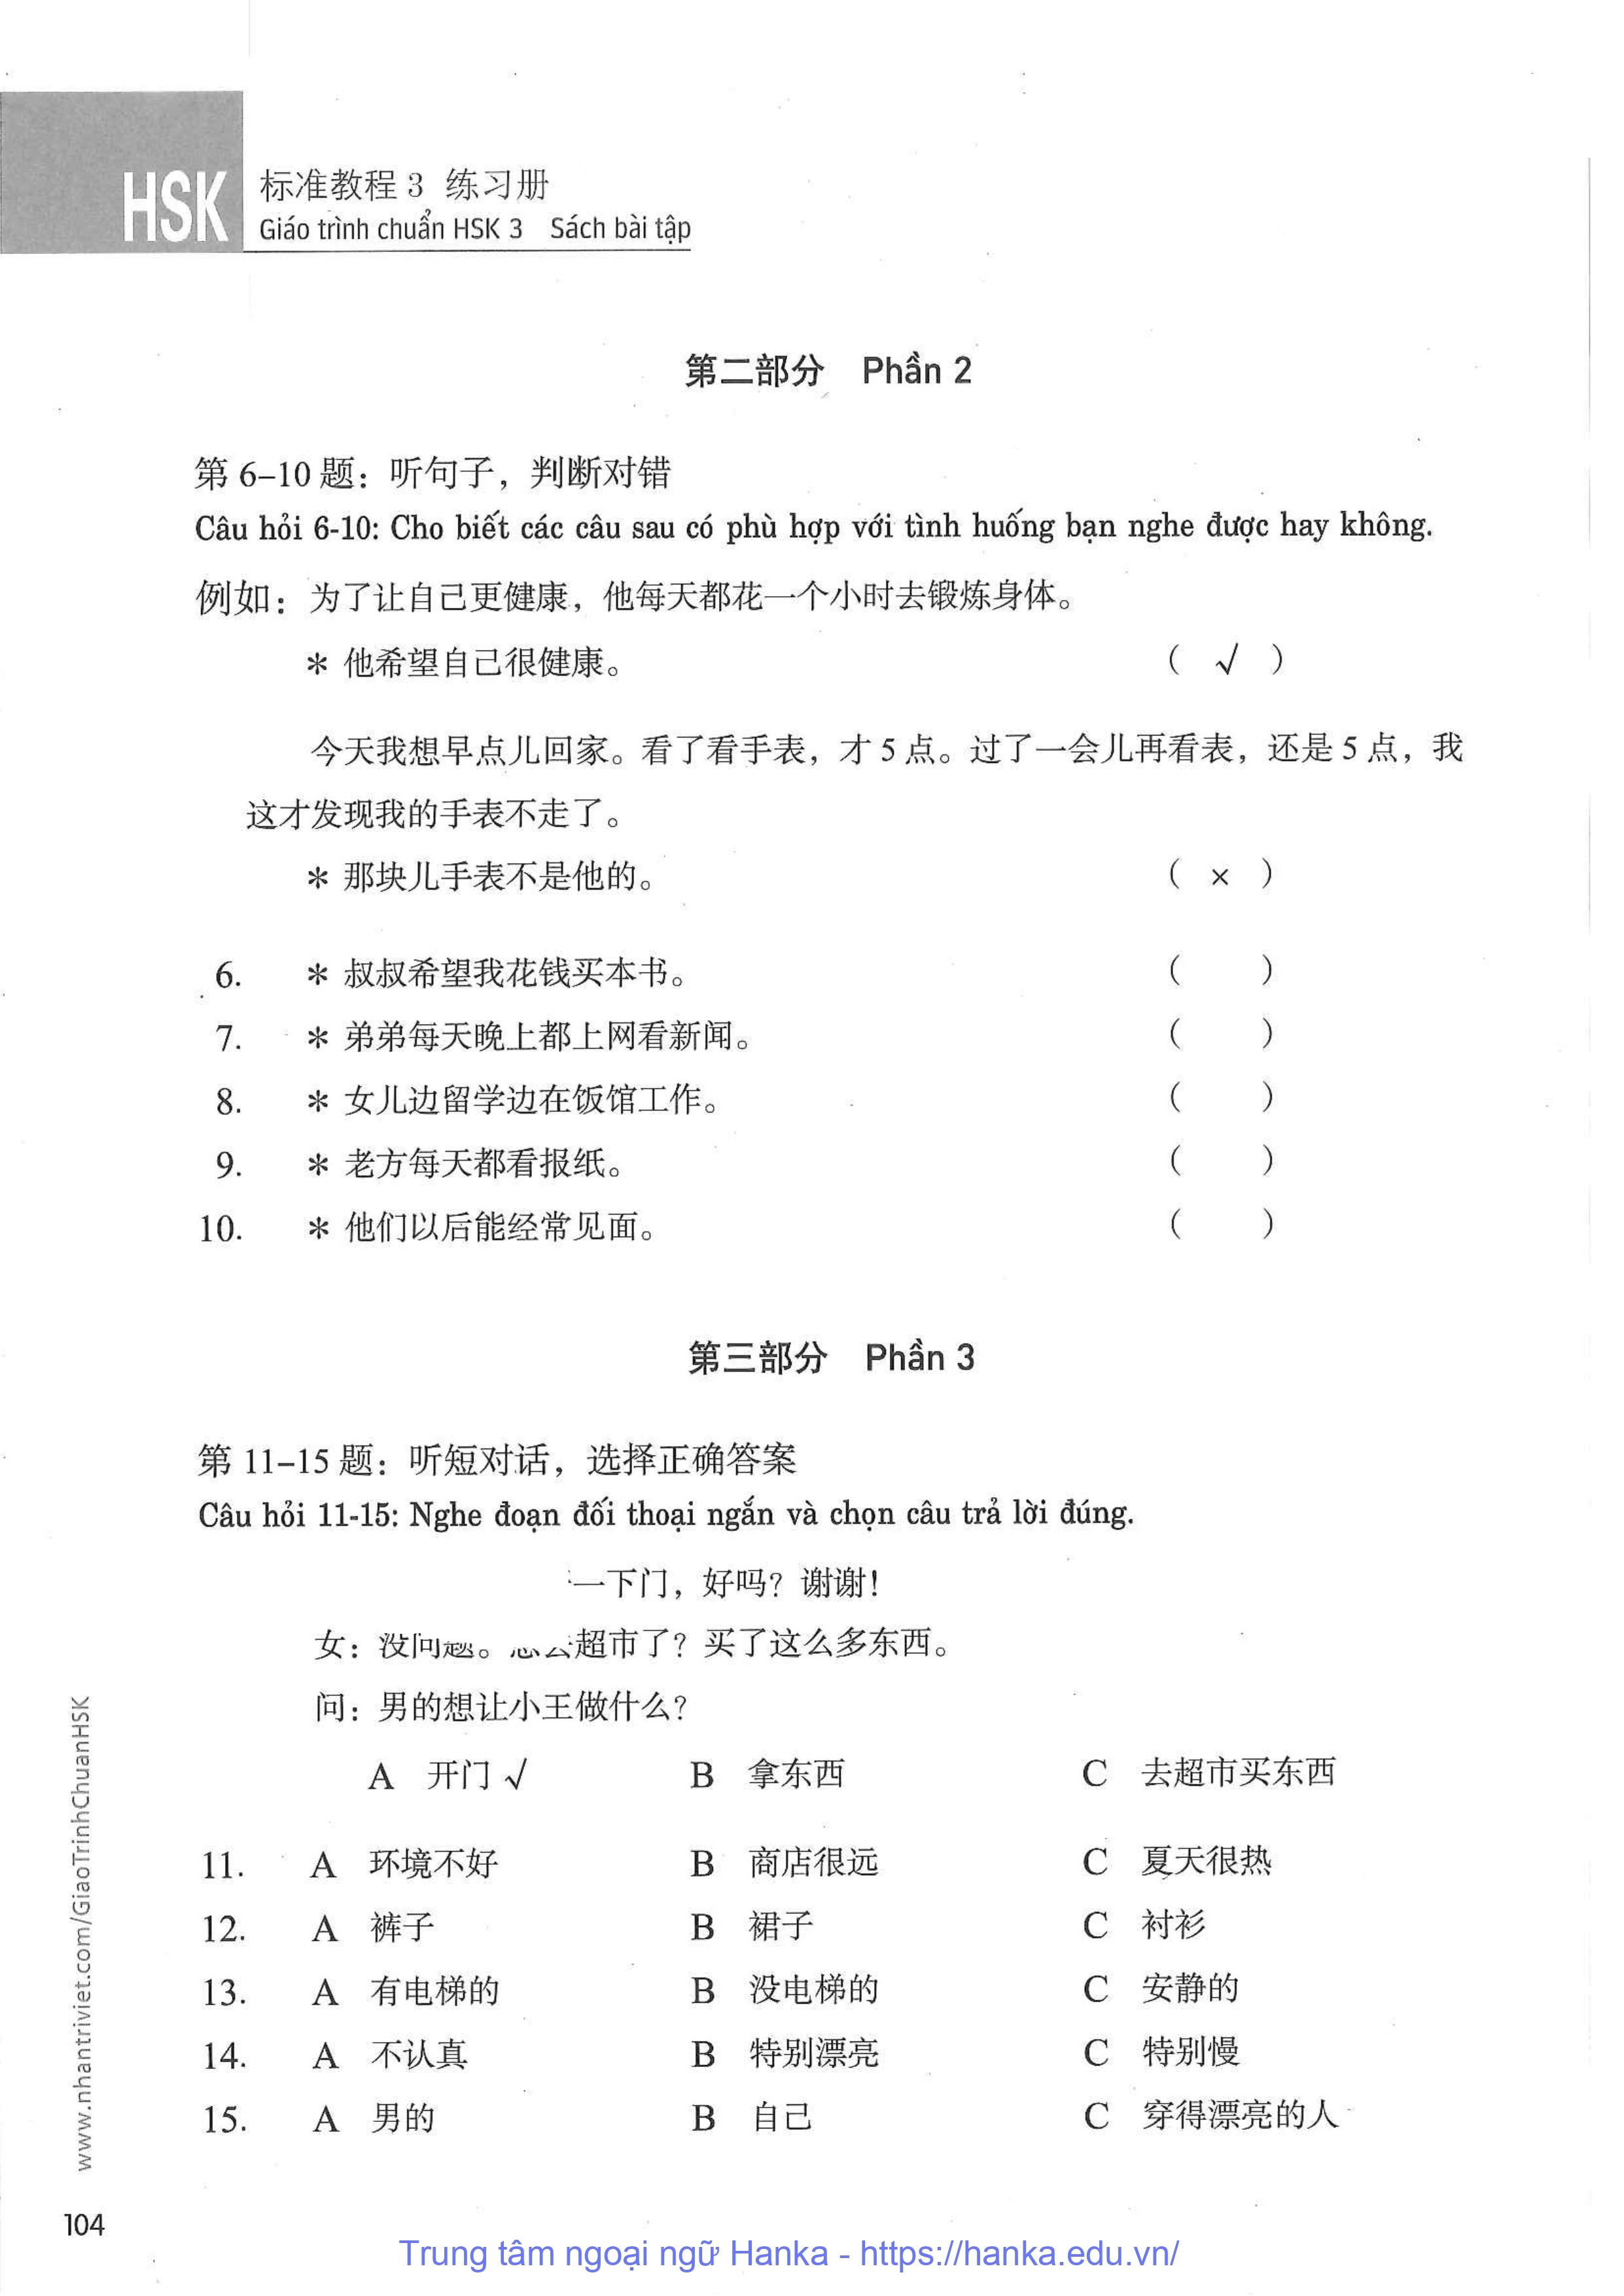 HSK
标准教程 3 练习册
Giáo trình chuẩn HSK 3 Sách bài tập
第二部分 Phần 2
第 6–10 题：听句子，判断对错
Câu hỏi 6-10: Cho biết các câu sau có phù hợp với tình huống bạn nghe được hay không.
例如：为了让自己更健康，他每天都花一个小时去锻炼身体。
＊ 他希望自己很健康。 （ √ ）
今天我想早点儿回家。看了看手表，才 5 点。过了一会儿再看表，还是 5 点，我
这才发现我的手表不走了。
＊ 那块儿手表不是他的。 （ × ）
6. ＊ 叔叔希望我花钱买本书。 （ ）
7. ＊ 弟弟每天晚上都上网看新闻。 （ ）
8. ＊ 女儿边留学边在饭馆工作。 （ ）
9. ＊ 老方每天都看报纸。 （ ）
10. ＊ 他们以后能经常见面。 （ ）
第三部分 Phần 3
第 11–15 题：听短对话，选择正确答案
Câu hỏi 11-15: Nghe đoạn đối thoại ngắn và chọn câu trả lời đúng.
一下门，好吗？谢谢！
女：没问题。超市了？买了这么多东西。
问：男的想让小王做什么？
A 开门 √ B 拿东西 C 去超市买东西
11. A 环境不好 B 商店很远 C 夏天很热
12. A 裤子 B 裙子 C 衬衫
13. A 有电梯的 B 没电梯的 C 安静的
14. A 不认真 B 特别漂亮 C 特别慢
15. A 男的 B 自己 C 穿得漂亮的人
www.nhantriviet.com/GiaoTrinhChuanHSK
104
Trung tâm ngoại ngữ Hanka - https://hanka.edu.vn/